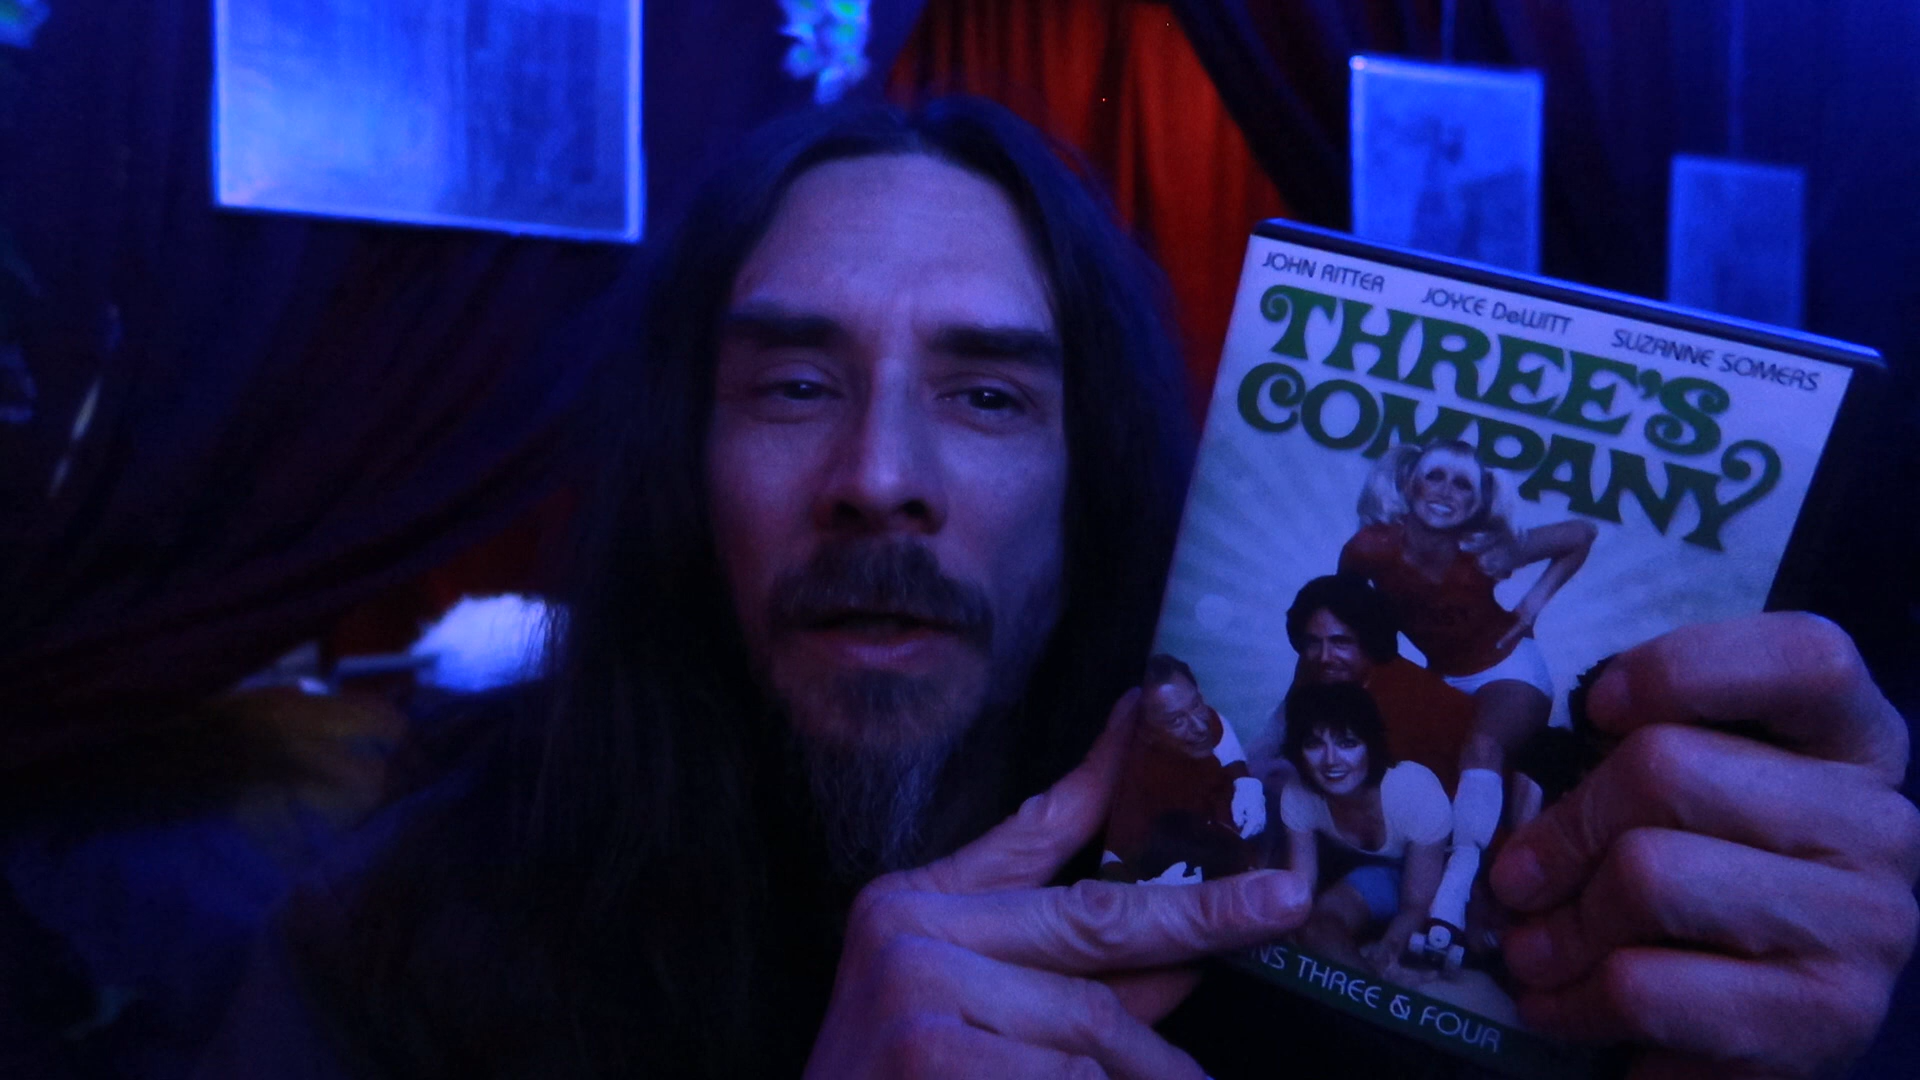 JOHN RITTER
JOYCE DeWITT
SUZANNE SOMERS
THREE'S
COMPANY
THREE & FOUR